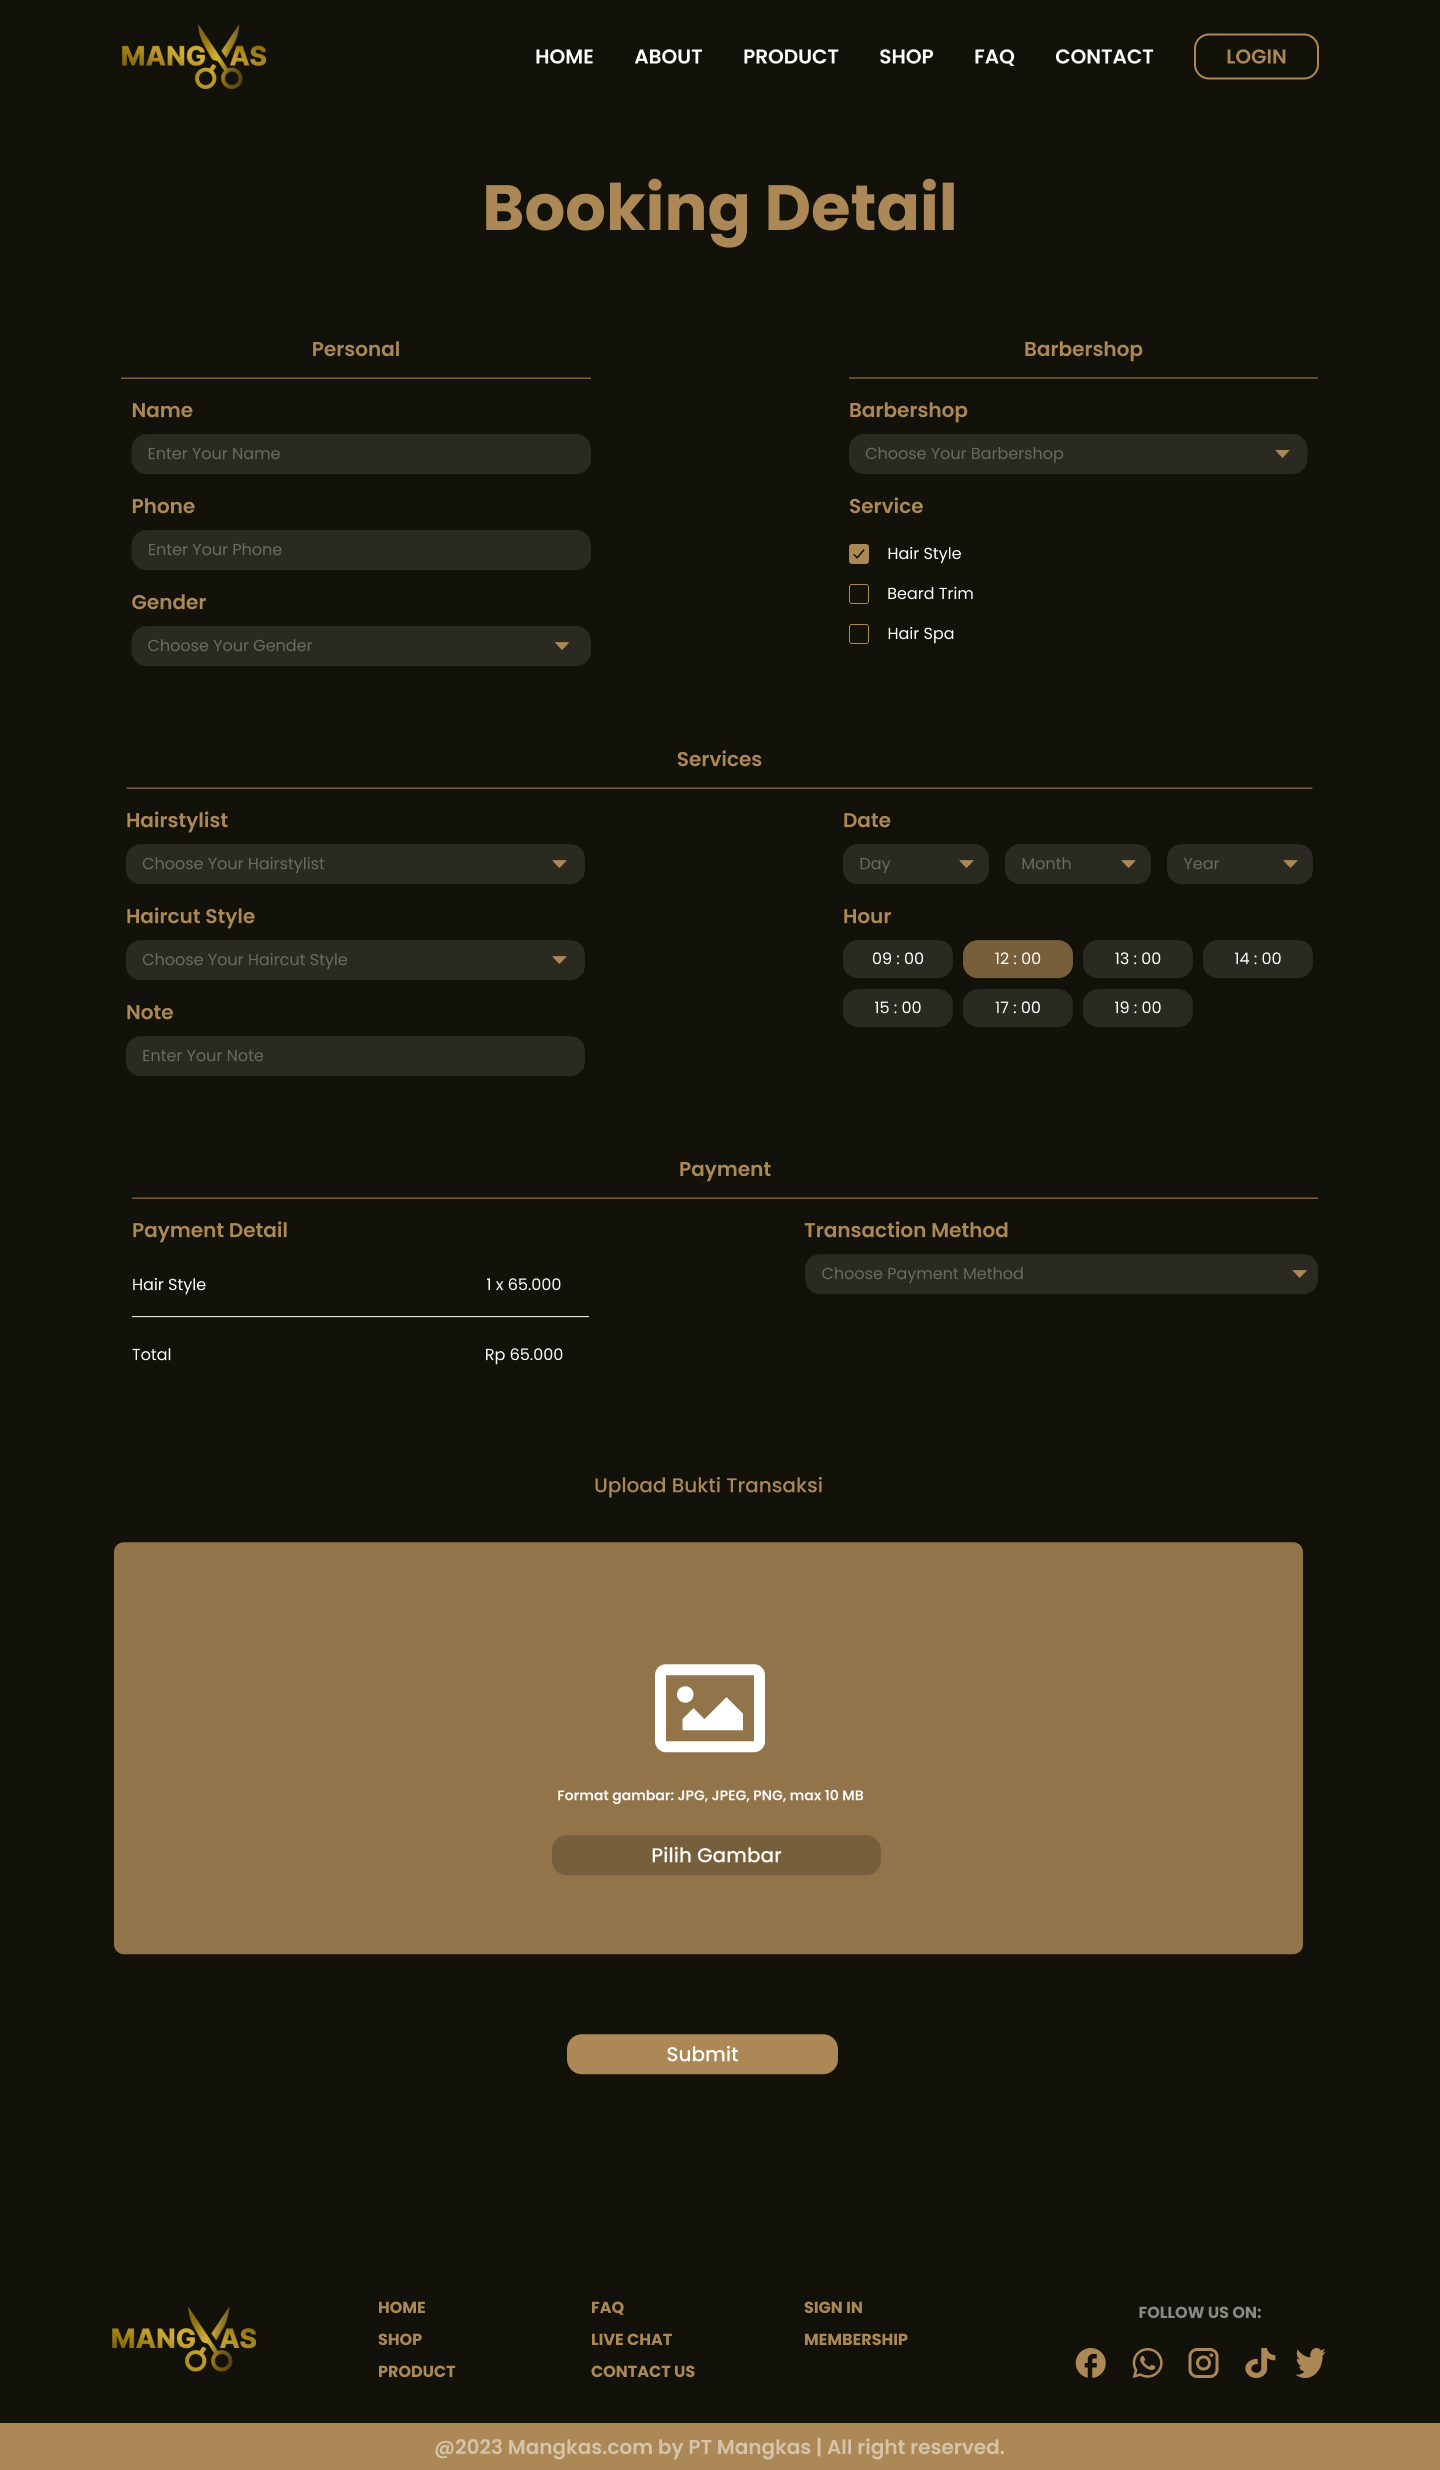 MANGKAS
HOME ABOUT PRODUCT SHOP FAQ CONTACT LOGIN
Booking Detail
Personal
Name
Enter Your Name
Phone
Enter Your Phone
Gender
Choose Your Gender
Barbershop
Barbershop
Choose Your Barbershop
Service
Hair Style
Beard Trim
Hair Spa
Services
Hairstylist
Choose Your Hairstylist
Haircut Style
Choose Your Haircut Style
Note
Enter Your Note
Date
Day Month Year
Hour
09 : 00 12 : 00 13 : 00 14 : 00
15 : 00 17 : 00 19 : 00
Payment
Payment Detail
Hair Style 1 x 65.000
Total Rp 65.000
Transaction Method
Choose Payment Method
Upload Bukti Transaksi
Format gambar: JPG, JPEG, PNG, max 10 MB
Pilih Gambar
Submit
MANGKAS
HOME
SHOP
PRODUCT
FAQ
LIVE CHAT
CONTACT US
SIGN IN
MEMBERSHIP
FOLLOW US ON:
@2023 Mangkas.com by PT Mangkas | All right reserved.